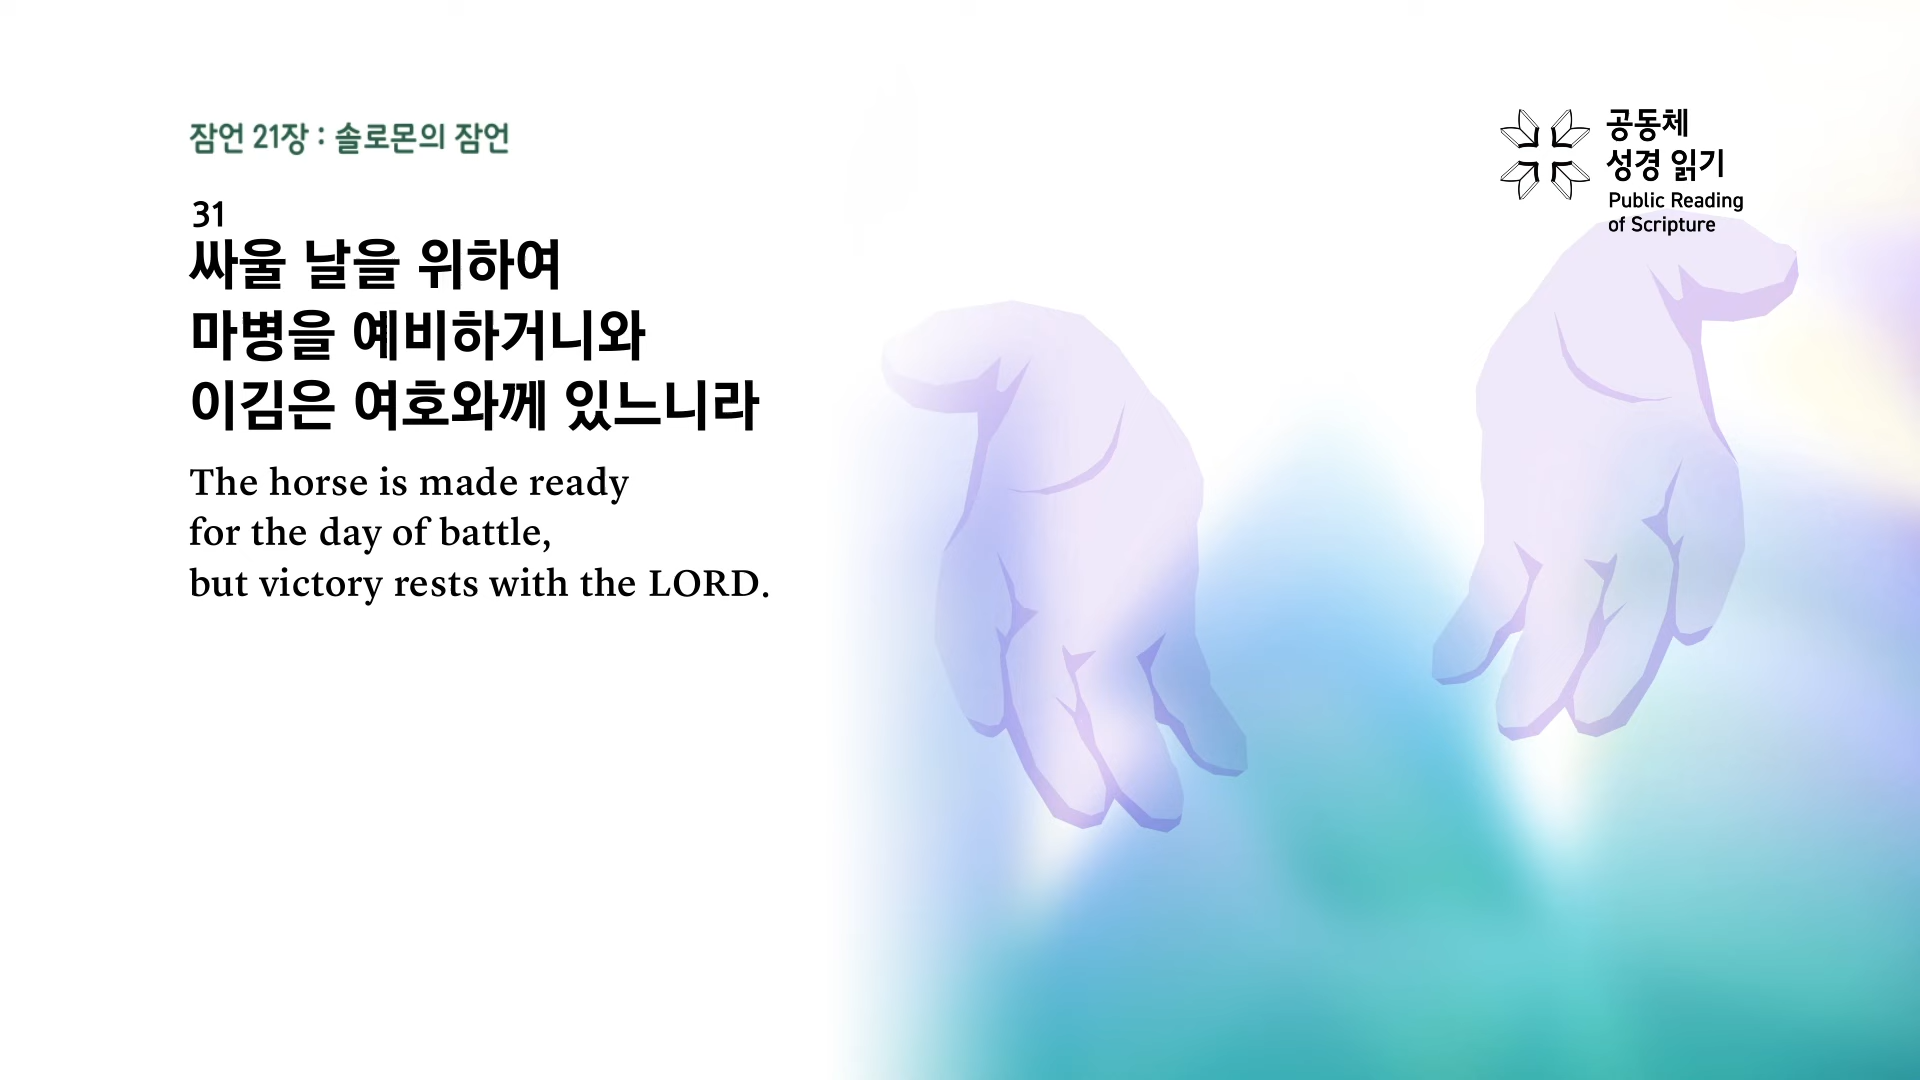 잠언 21장 : 솔로몬의 잠언
31
싸울 날을 위하여
마병을 예비하거니와
이김은 여호와께 있느니라
The horse is made ready
for the day of battle,
but victory rests with the LORD.
공동체
성경 읽기
Public Reading
of Scripture